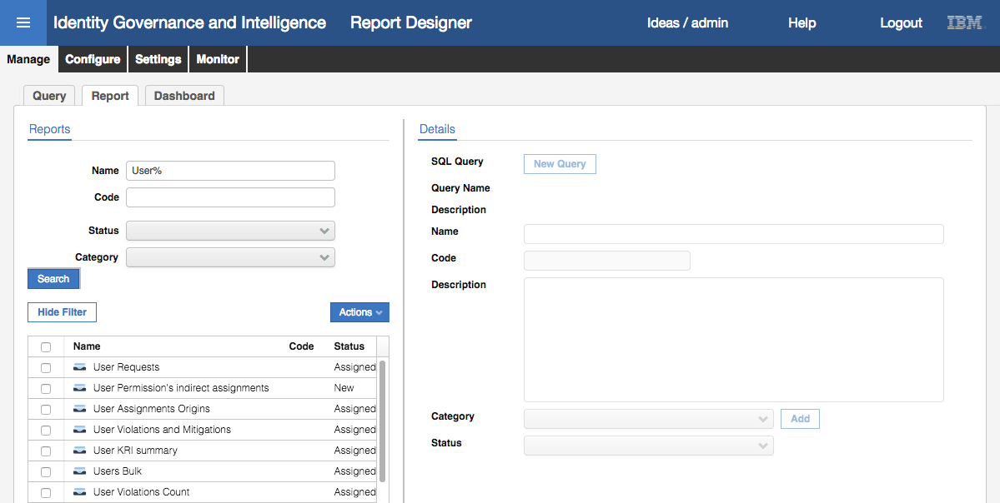 Identity Governance and Intelligence Report Designer Ideas / admin Help Logout IBM
Manage Configure Settings Monitor
Query Report Dashboard
Reports
Name User%
Code
Status
Category
Search
Hide Filter Actions
Name Code Status
User Requests Assigned
User Permission's indirect assignments New
User Assignments Origins Assigned
User Violations and Mitigations Assigned
User KRI summary Assigned
Users Bulk Assigned
User Violations Count Assigned
Details
SQL Query New Query
Query Name
Description
Name
Code
Description
Category Add
Status